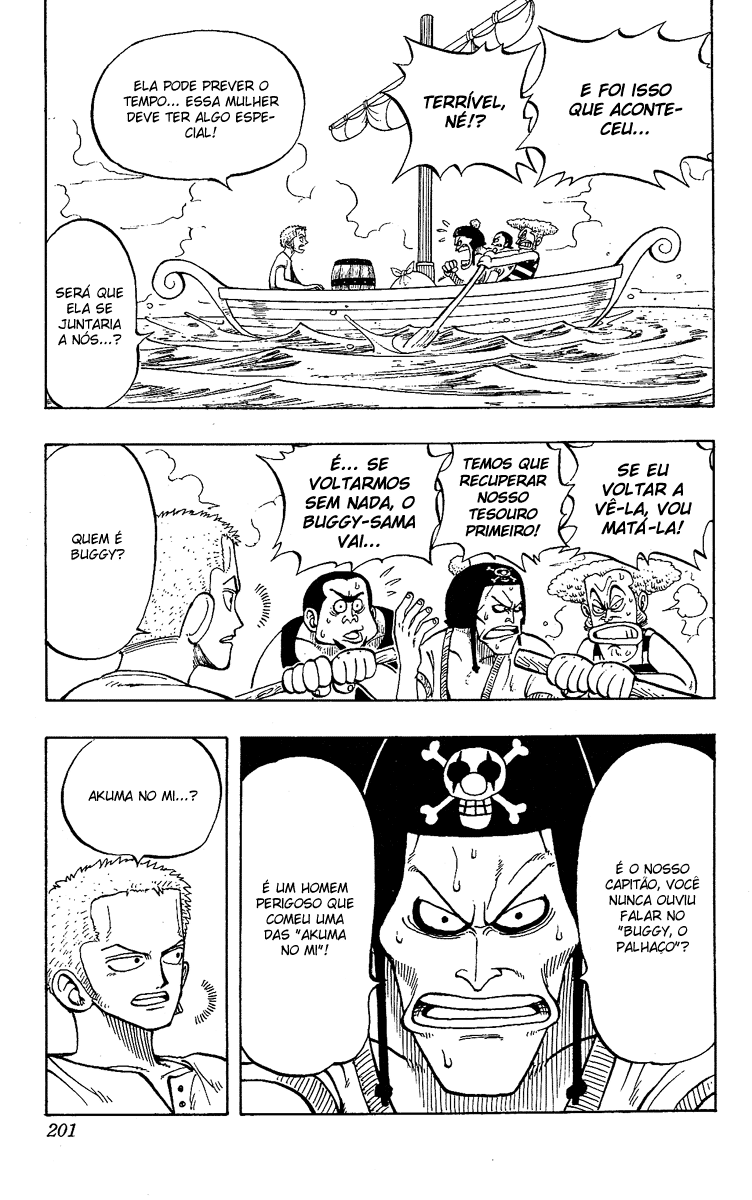 E FOI ISSO
QUE ACONTE-
CEU...
TERRÍVEL,
NÉ!?
ELA PODE PREVER O
TEMPO... ESSA MULHER
DEVE TER ALGO ESPE-
CIAL!
SERÁ QUE
ELA SE
JUNTARIA
A NÓS...?
SE EU
VOLTAR A
VÊ-LA, VOU
MATÁ-LA!
TEMOS QUE
RECUPERAR
NOSSO
TESOURO
PRIMEIRO!
É... SE
VOLTARMOS
SEM NADA, O
BUGGY-SAMA
VAI...
QUEM É
BUGGY?
É O NOSSO
CAPITÃO, VOCÊ
NUNCA OUVIU
FALAR NO
"BUGGY, O
PALHAÇO"?
É UM HOMEM
PERIGOSO QUE
COMEU UMA
DAS "AKUMA
NO MI"!
AKUMA NO MI...?
201